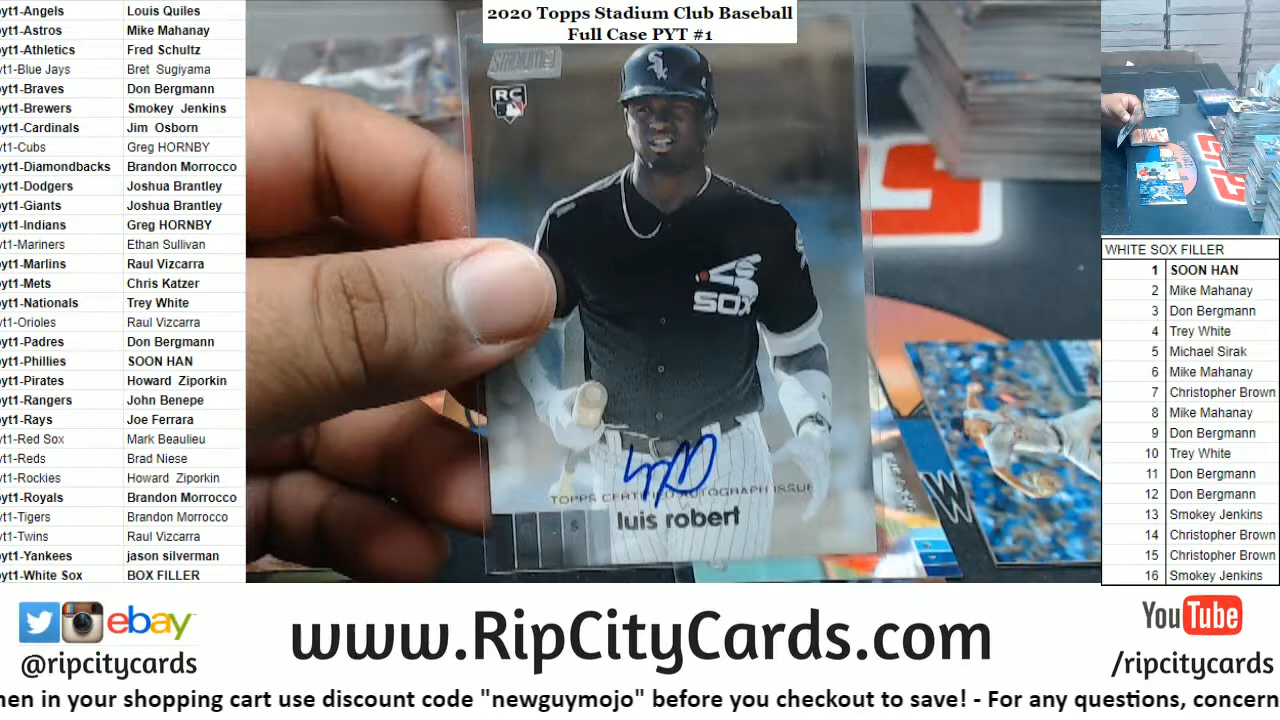 2020 Topps Stadium Club Baseball
Full Case PYT #1
yt1-Angels Louis Quiles
yt1-Astros Mike Mahanay
yt1-Athletics Fred Schultz
yt1-Blue Jays Bret Sugiyama
yt1-Braves Don Bergmann
yt1-Brewers Smokey Jenkins
yt1-Cardinals Jim Osborn
yt1-Cubs Greg HORNBY
yt1-Diamondbacks Brandon Morrocco
yt1-Dodgers Joshua Brantley
yt1-Giants Joshua Brantley
yt1-Indians Greg HORNBY
yt1-Mariners Ethan Sullivan
yt1-Marlins Raul Vizcarra
yt1-Mets Chris Katzer
yt1-Nationals Trey White
yt1-Orioles Raul Vizcarra
yt1-Padres Don Bergmann
yt1-Phillies SOON HAN
yt1-Pirates Howard Ziporkin
yt1-Rangers John Benepe
yt1-Rays Joe Ferrara
yt1-Red Sox Mark Beaulieu
yt1-Reds Brad Niese
yt1-Rockies Howard Ziporkin
yt1-Royals Brandon Morrocco
yt1-Tigers Brandon Morrocco
yt1-Twins Raul Vizcarra
yt1-Yankees jason silverman
yt1-White Sox BOX FILLER
STADIUM CLUB
RC
SOX
SOX
TOPPS CERTIFIED AUTOGRAPH ISSUE
luis robert
WHITE SOX FILLER
1 SOON HAN
2 Mike Mahanay
3 Don Bergmann
4 Trey White
5 Michael Sirak
6 Mike Mahanay
7 Christopher Brown
8 Mike Mahanay
9 Don Bergmann
10 Trey White
11 Don Bergmann
12 Don Bergmann
13 Smokey Jenkins
14 Christopher Brown
15 Christopher Brown
16 Smokey Jenkins
ebay
@ripcitycards
www.RipCityCards.com
YouTube
/ripcitycards
hen in your shopping cart use discount code "newguymojo" before you checkout to save! - For any questions, concern